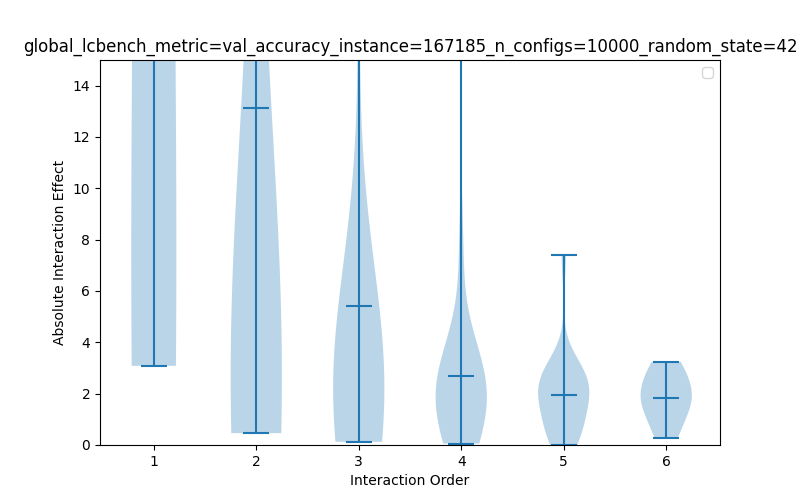 global_lcbench_metric=val_accuracy_instance=167185_n_configs=10000_random_state=42
14
12
10
8
6
4
2
0
Absolute Interaction Effect
1 2 3 4 5 6
Interaction Order